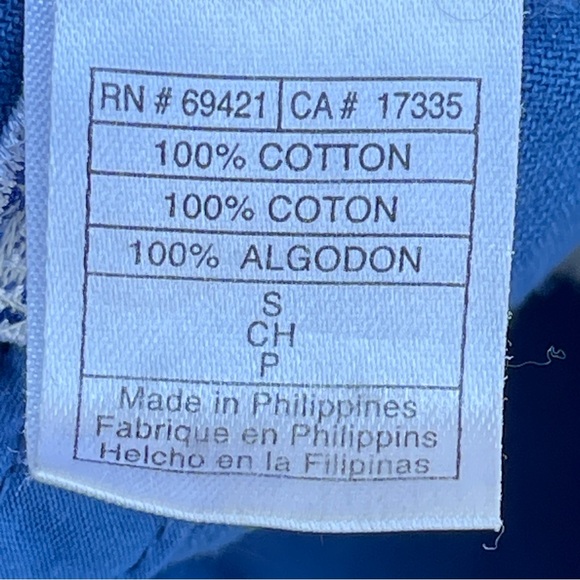 RN # 69421 CA # 17335
100% COTTON
100% COTON
100% ALGODON
S
CH
P
Made in Philippines
Fabrique en Philippins
Helcho en la Filipinas